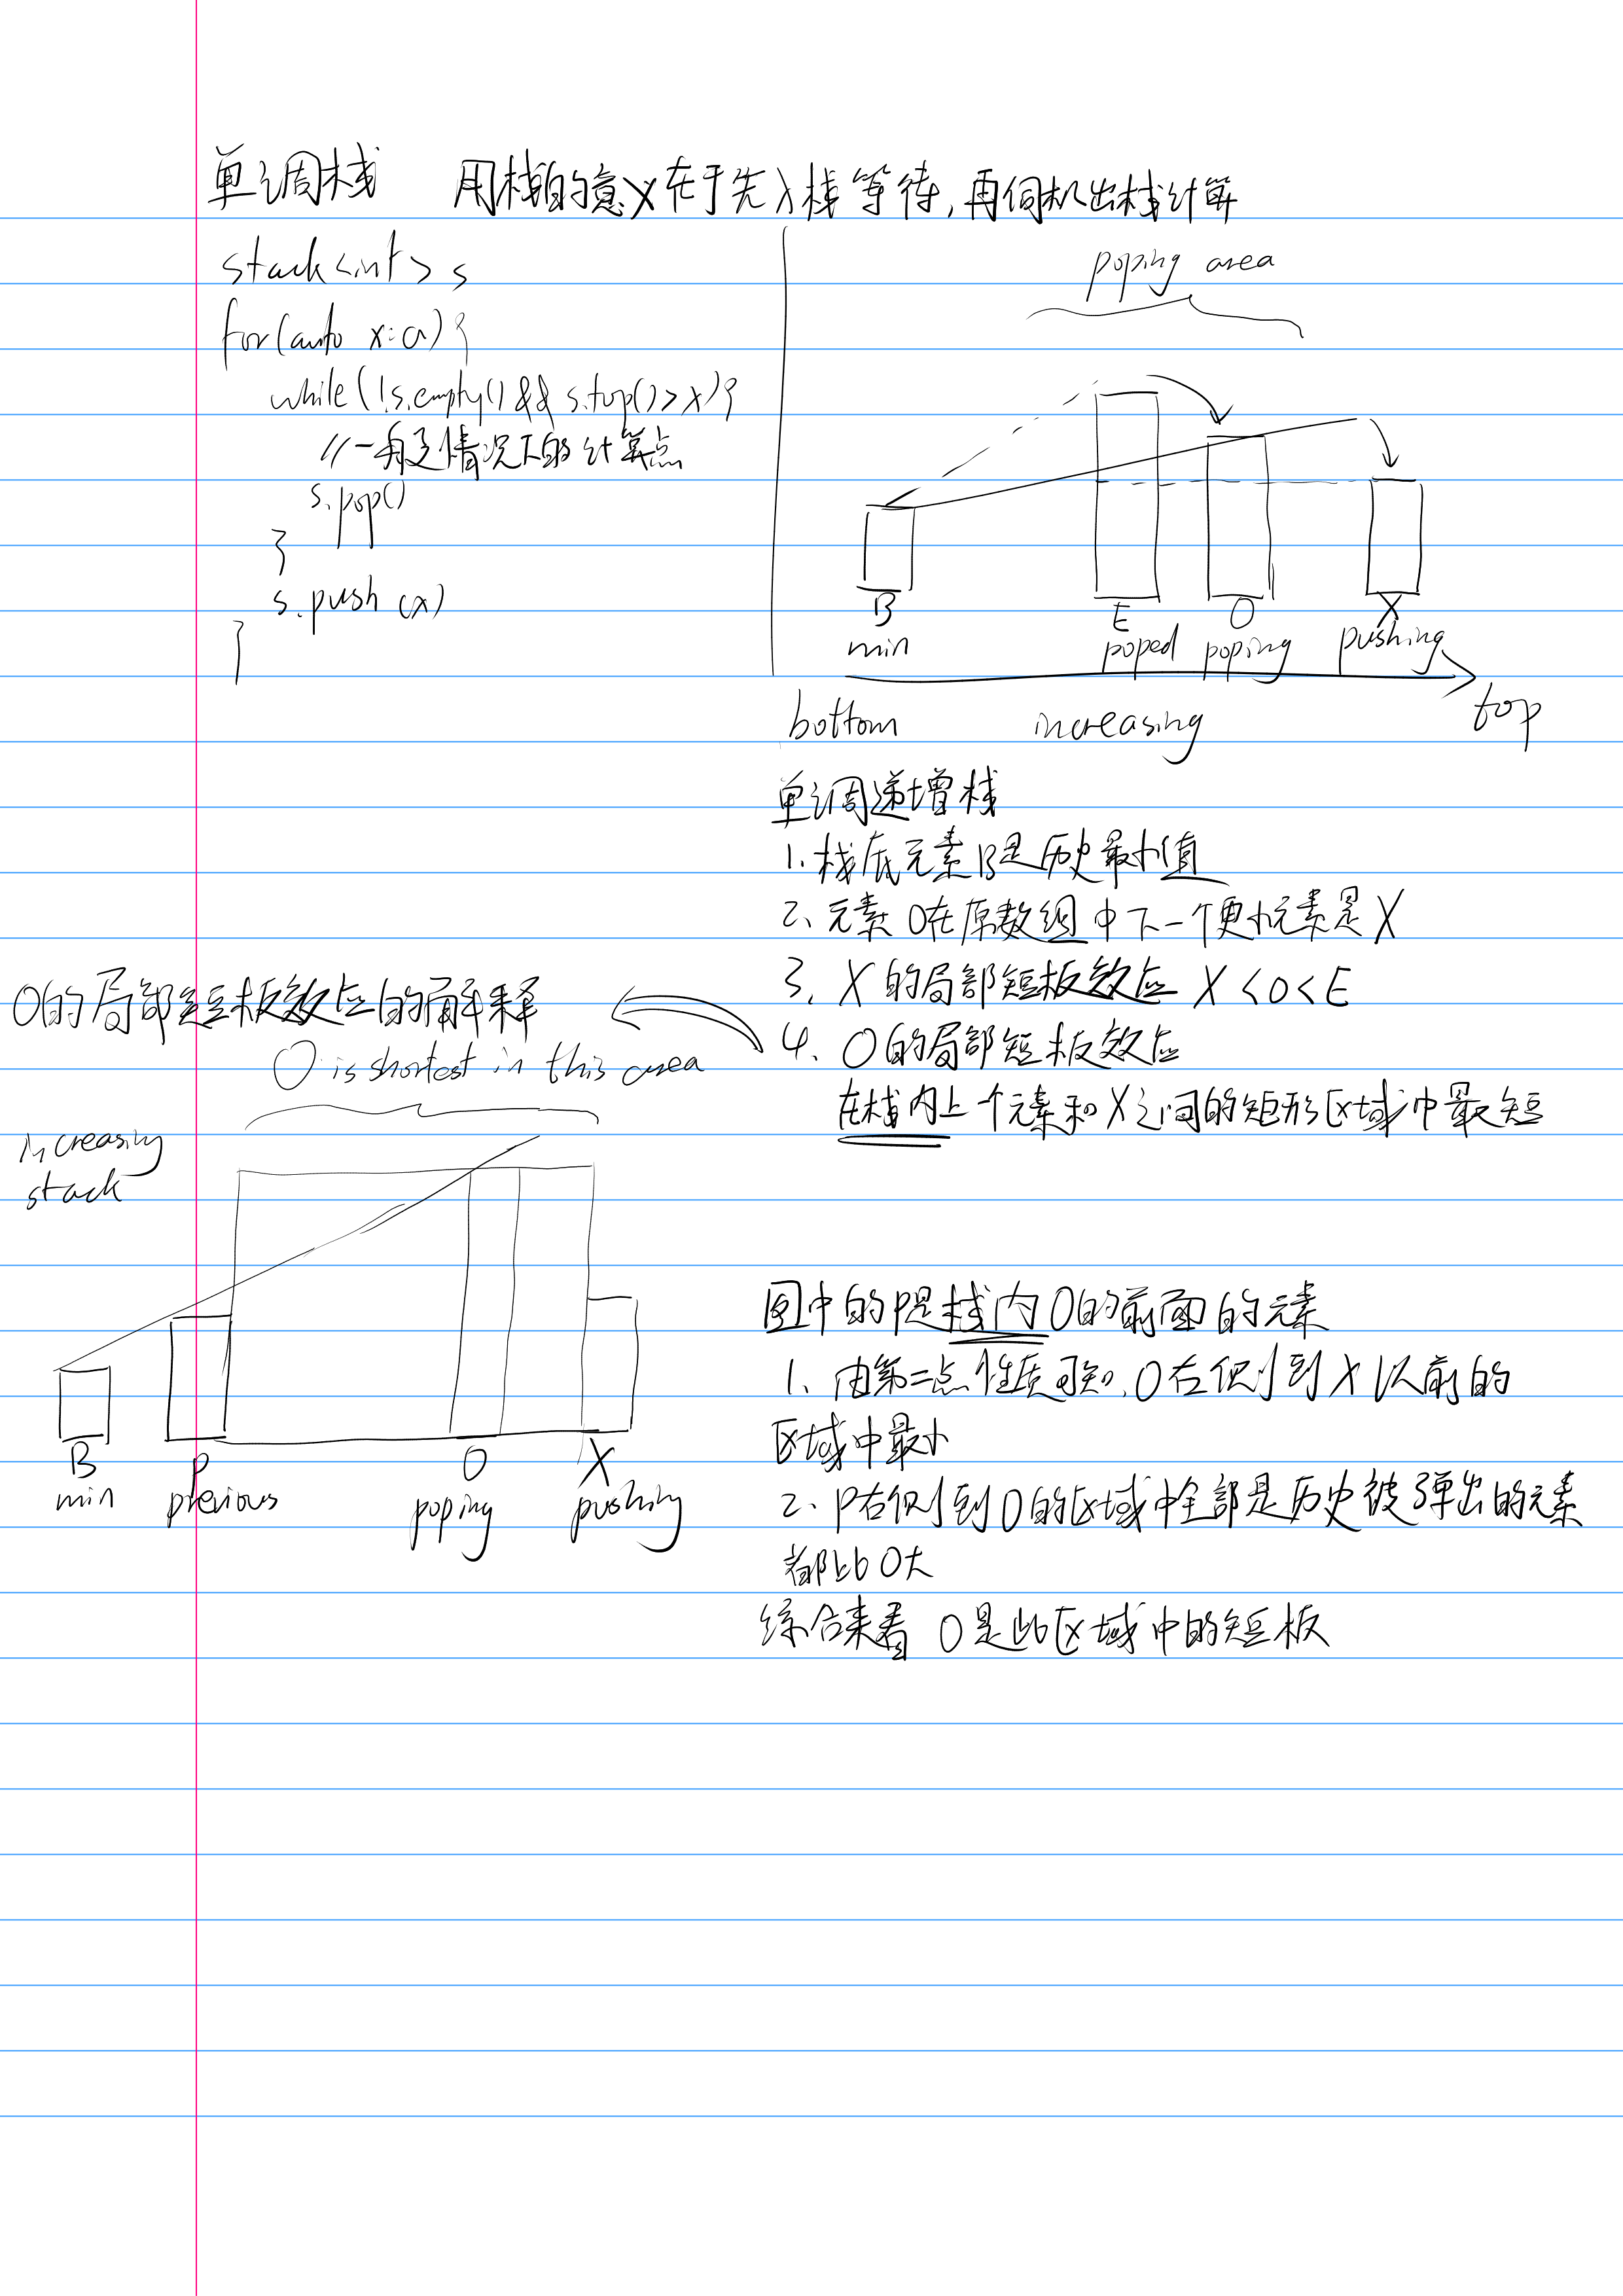 单调栈 用栈的意义在于先入栈等待,再伺机出栈计算
stack<int> s
for(auto x:a){
while(!s.empty()&& s.top()>x){
//一般情况下的计算点
s.pop()
}
s.push(x)
}
poping area
B E O X
min poped poping pushing
bottom increasing top
单调递增栈
1. 栈底元素B是历史最小值
2. 元素O在原数组中下一个更小元素是X
3. X的局部短板效应 X<O<E
4. O的局部短板效应
在栈内上个元素和X之间的矩形区域中最短
O的局部短板效应的解释
O is shortest in this area
increasing
stack
B P O X
min previous poping pushing
图中的P是栈内O的前面的元素
1. 由第二点性质可知,O右侧到X以前的
区域中最小
2. P右侧到O的区域中全部是历史被弹出的元素
都比O大
综合来看 O是此区域中的短板